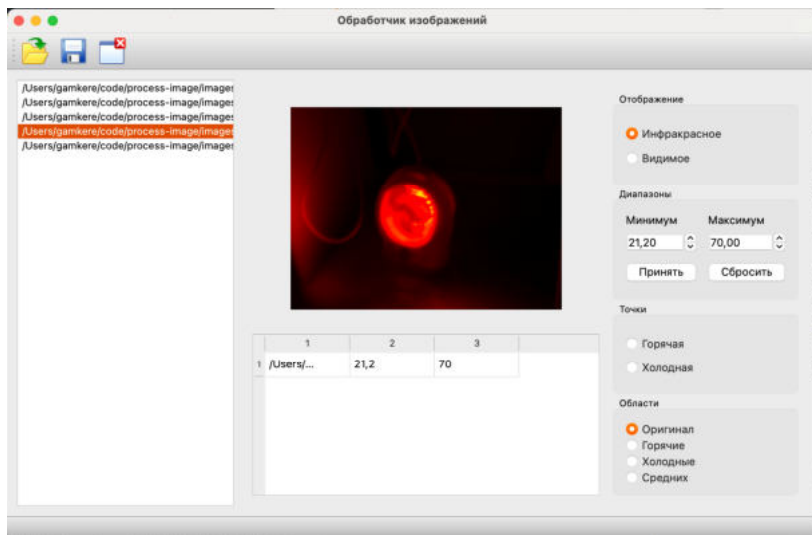 Обработчик изображений
/Users/gamkere/code/process-image/images
/Users/gamkere/code/process-image/images
/Users/gamkere/code/process-image/images
/Users/gamkere/code/process-image/images
/Users/gamkere/code/process-image/images
Отображение
Инфракрасное
Видимое
Диапазоны
Минимум Максимум
21,20 70,00
Принять Сбросить
Точки
Горячая
Холодная
Области
Оригинал
Горячие
Холодные
Средних
1 2 3
1 /Users/... 21,2 70